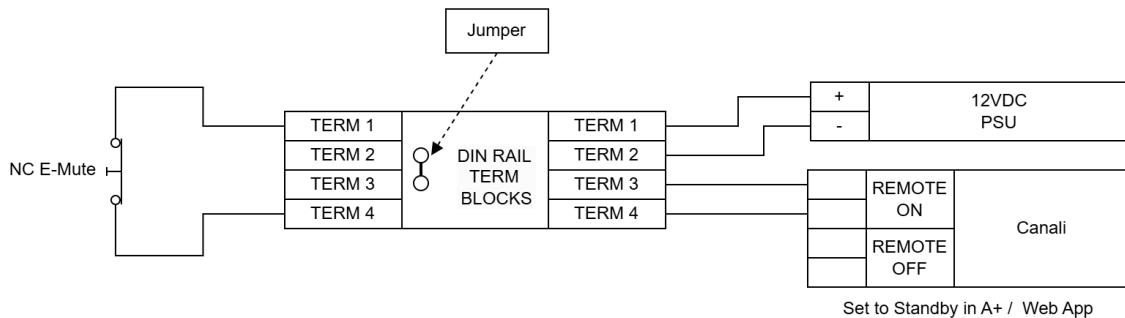 Jumper
NC E-Mute
TERM 1
TERM 2
TERM 3
TERM 4
DIN RAIL
TERM
BLOCKS
TERM 1
TERM 2
TERM 3
TERM 4
+
-
12VDC
PSU
REMOTE
ON
REMOTE
OFF
Canali
Set to Standby in A+ / Web App